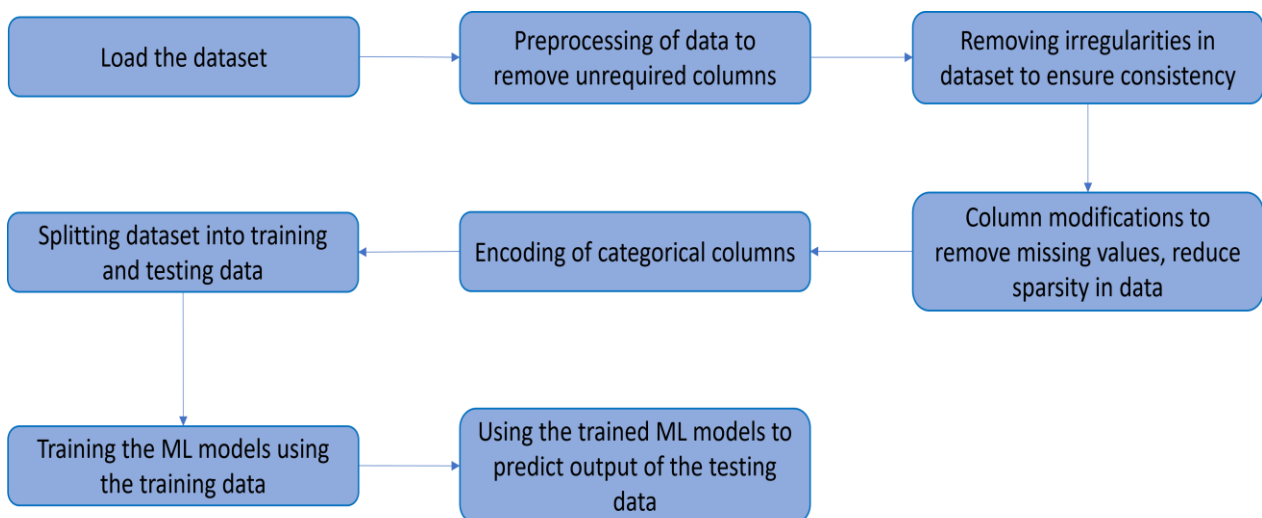 Load the dataset
Preprocessing of data to
remove unrequired columns
Removing irregularities in
dataset to ensure consistency
Column modifications to
remove missing values, reduce
sparsity in data
Encoding of categorical columns
Splitting dataset into training
and testing data
Training the ML models using
the training data
Using the trained ML models to
predict output of the testing
data